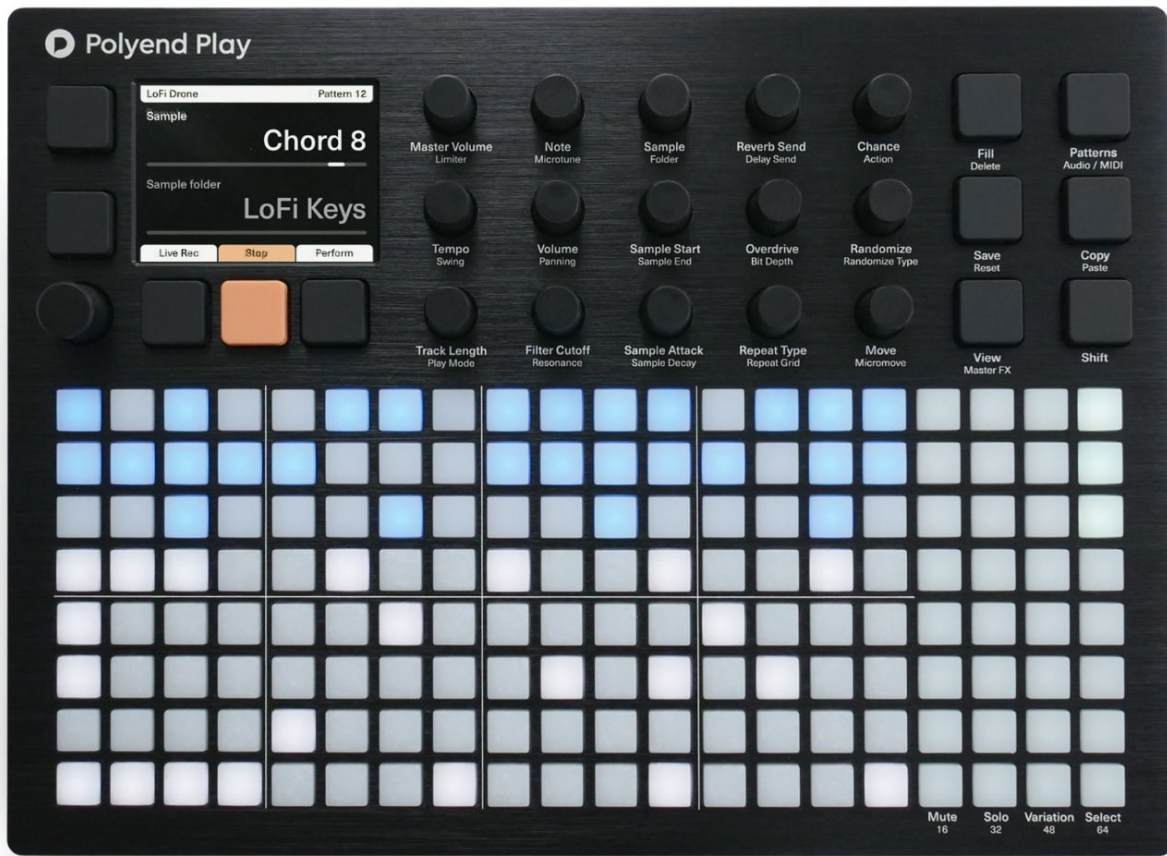 Polyend Play
LoFi Drone Pattern 12
Sample
Chord 8
Sample folder
LoFi Keys
Live Rec Stop Perform
Master Volume
Limiter
Note
Microtune
Sample
Folder
Reverb Send
Delay Send
Chance
Action
Fill
Delete
Patterns
Audio / MIDI
Tempo
Swing
Volume
Panning
Sample Start
Sample End
Overdrive
Bit Depth
Randomize
Randomize Type
Save
Reset
Copy
Paste
Track Length
Play Mode
Filter Cutoff
Resonance
Sample Attack
Sample Decay
Repeat Type
Repeat Grid
Move
Micromove
View
Master FX
Shift
Mute
16
Solo
32
Variation
48
Select
64